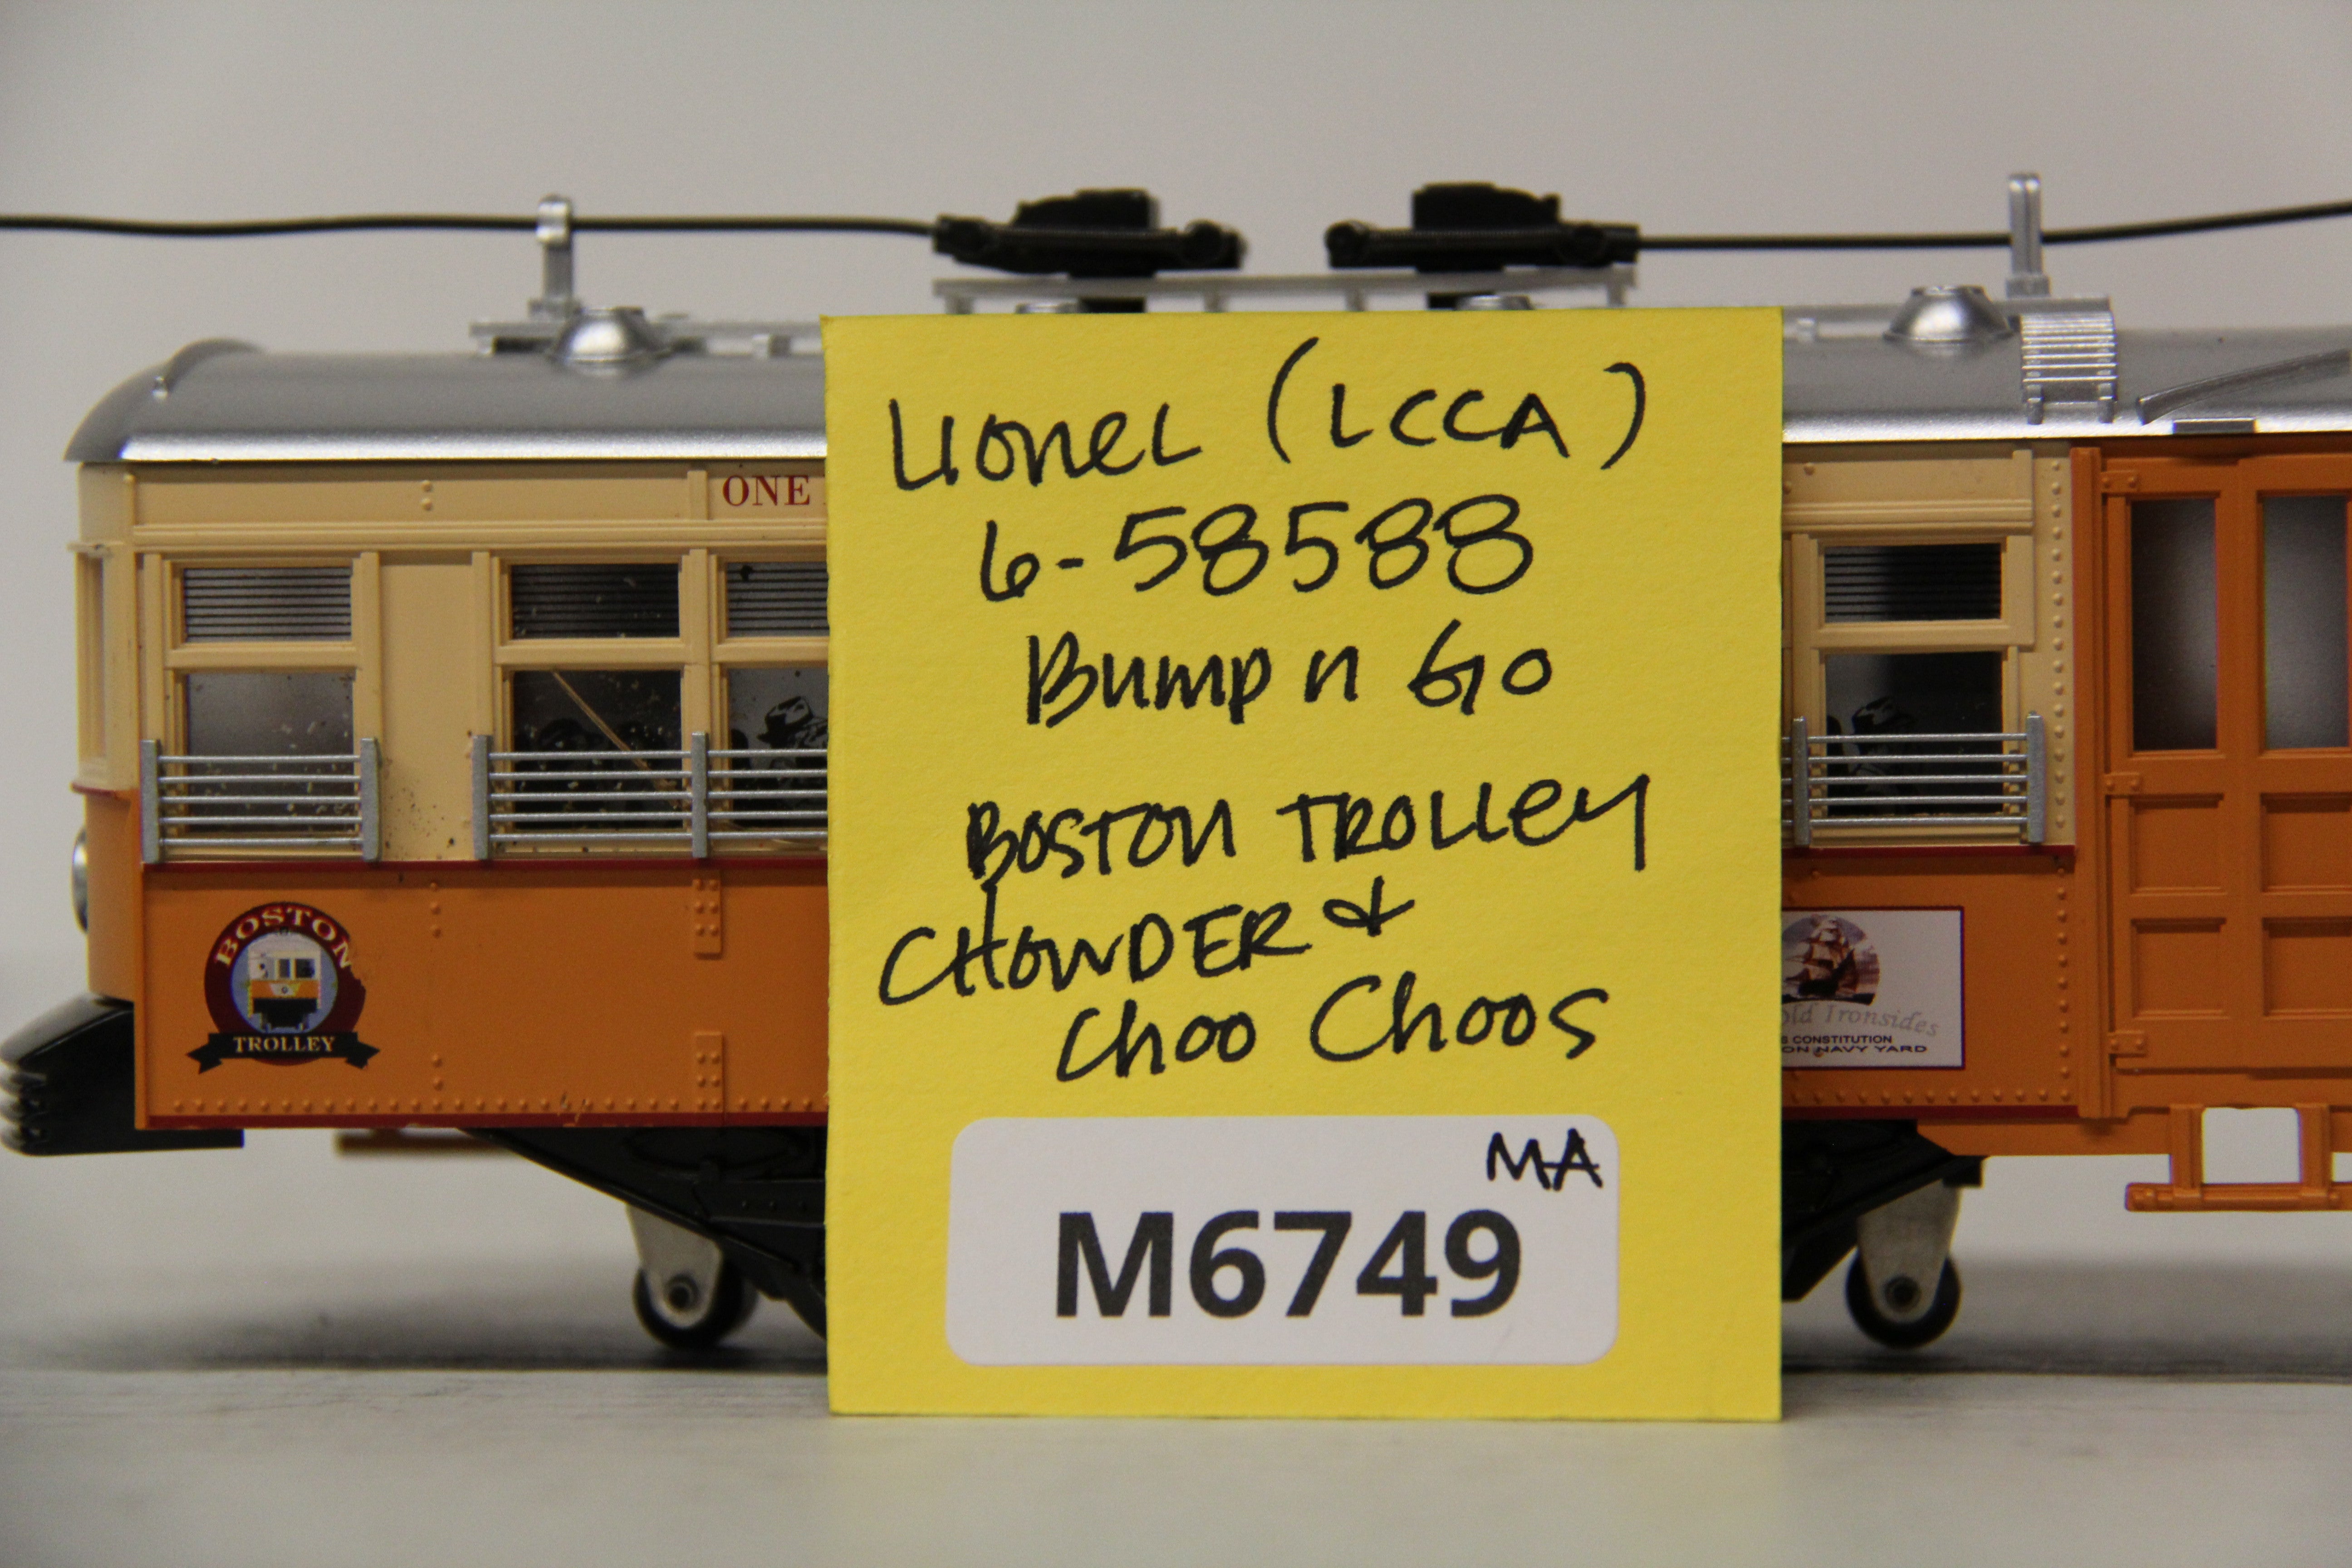 ONE
Lionel (LCCA)
6-58588
Bump n Go
BOSTON TROLLEY
CHOWDER &
Choo Choos
MA
M6749
BOSTON
TROLLEY
Old Ironsides
CONSTITUTION
NAVY YARD